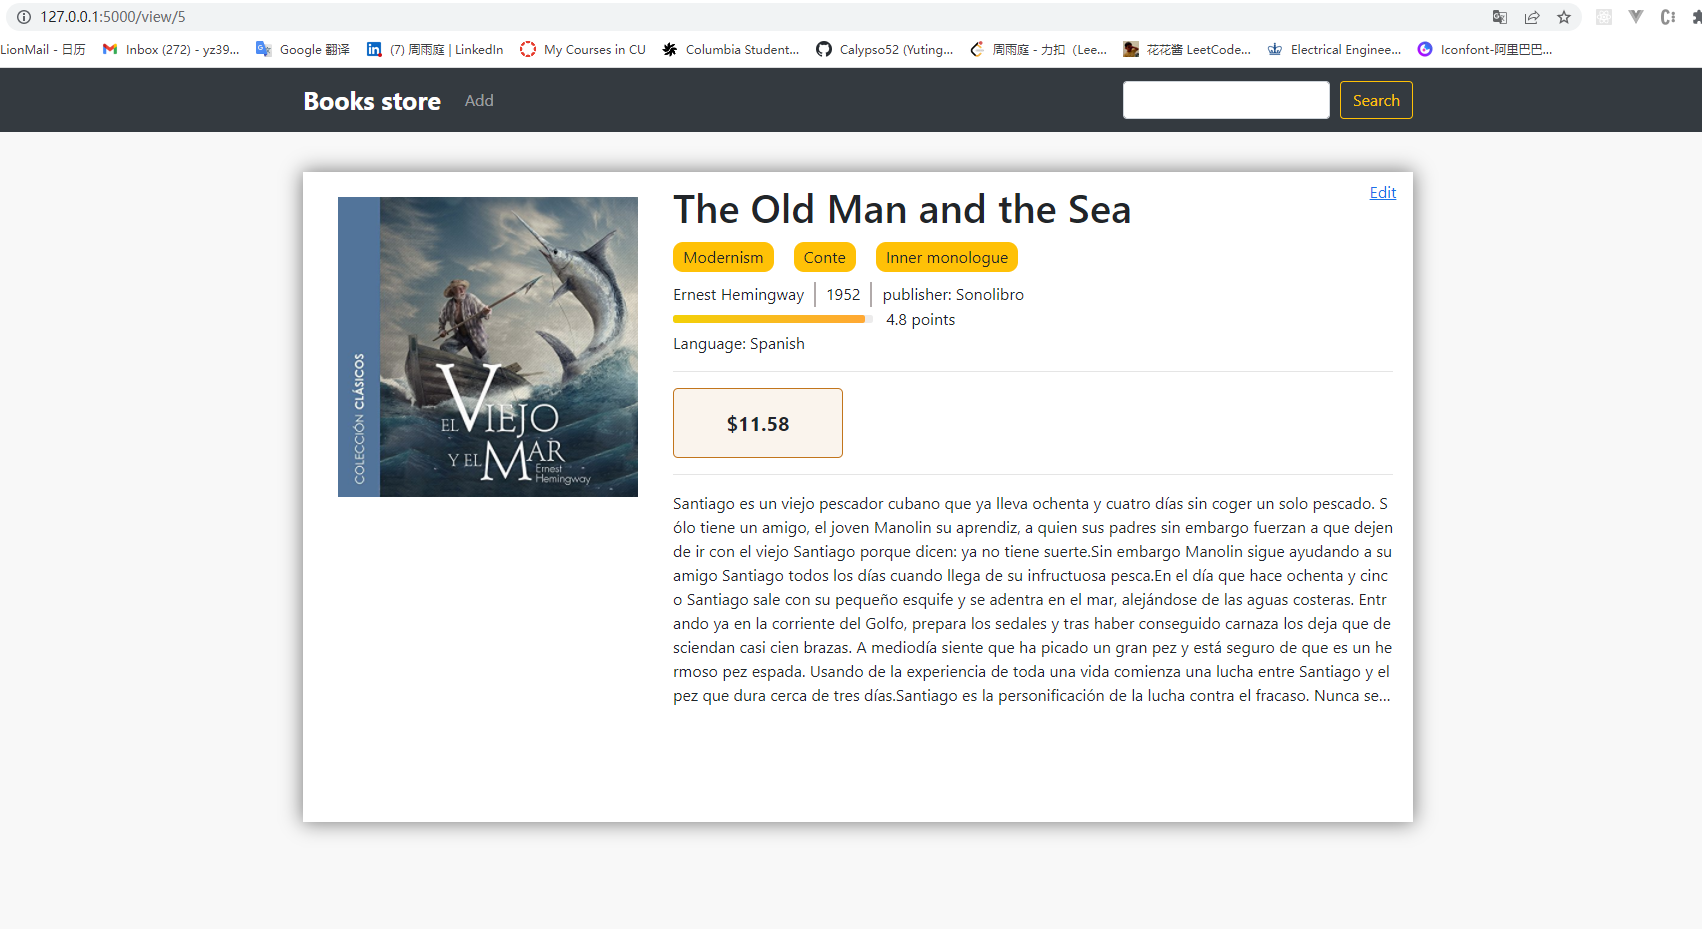 127.0.0.1:5000/view/5
LionMail - 日历 Inbox (272) - yz39... Google 翻译 (7) 周雨庭 | LinkedIn My Courses in CU Columbia Student... Calypso52 (Yuting... 周雨庭 - 力扣（Lee... 花花酱 LeetCode... Electrical Enginee... Iconfont-阿里巴巴...
Books store Add Search
Edit
The Old Man and the Sea
Modernism Conte Inner monologue
Ernest Hemingway 1952 publisher: Sonolibro
4.8 points
Language: Spanish
$11.58
COLECCIÓN CLÁSICOS
EL VIEJO
Y EL MAR
Ernest
Hemingway
Santiago es un viejo pescador cubano que ya lleva ochenta y cuatro días sin coger un solo pescado. S
ólo tiene un amigo, el joven Manolin su aprendiz, a quien sus padres sin embargo fuerzan a que dejen
de ir con el viejo Santiago porque dicen: ya no tiene suerte.Sin embargo Manolin sigue ayudando a su
amigo Santiago todos los días cuando llega de su infructuosa pesca.En el día que hace ochenta y cinc
o Santiago sale con su pequeño esquife y se adentra en el mar, alejándose de las aguas costeras. Entr
ando ya en la corriente del Golfo, prepara los sedales y tras haber conseguido carnaza los deja que de
sciendan casi cien brazas. A mediodía siente que ha picado un gran pez y está seguro de que es un he
rmoso pez espada. Usando de la experiencia de toda una vida comienza una lucha entre Santiago y el
pez que dura cerca de tres días.Santiago es la personificación de la lucha contra el fracaso. Nunca se...